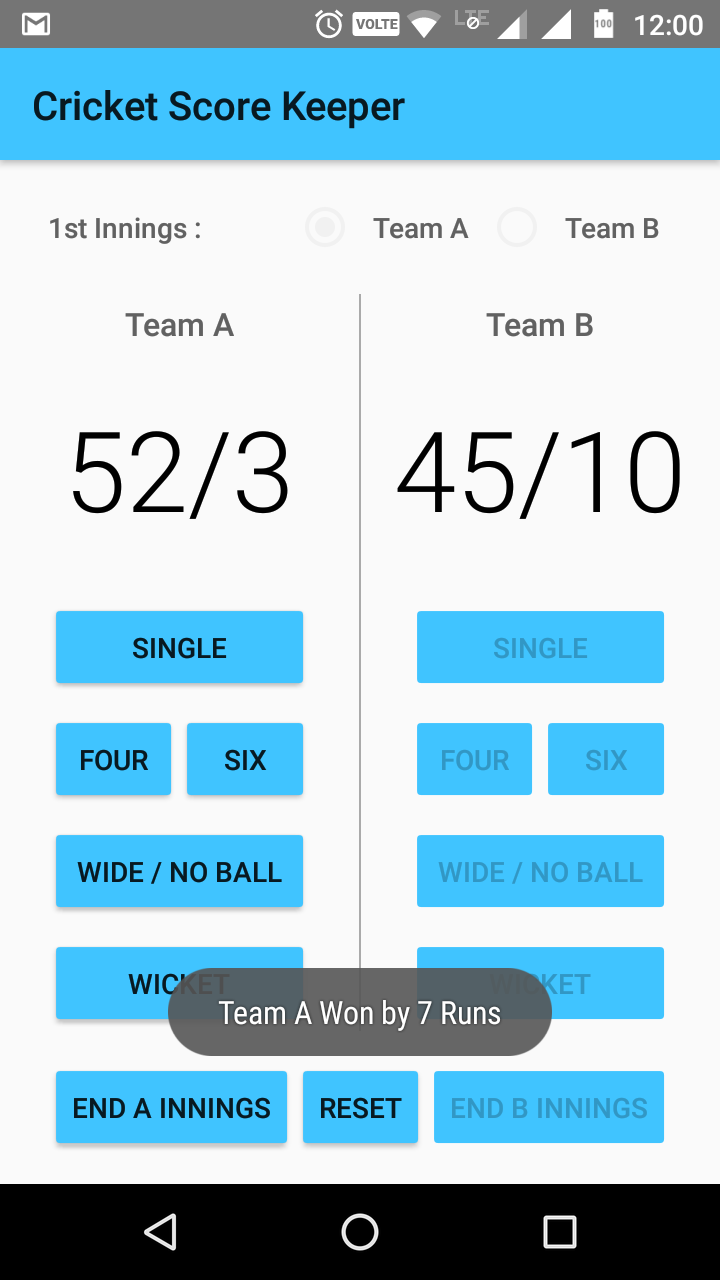 VOLTE LTE 100 12:00
Cricket Score Keeper
1st Innings : Team A Team B
Team A Team B
52/3 45/10
SINGLE SINGLE
FOUR SIX FOUR SIX
WIDE / NO BALL WIDE / NO BALL
WICKET WICKET
Team A Won by 7 Runs
END A INNINGS RESET END B INNINGS